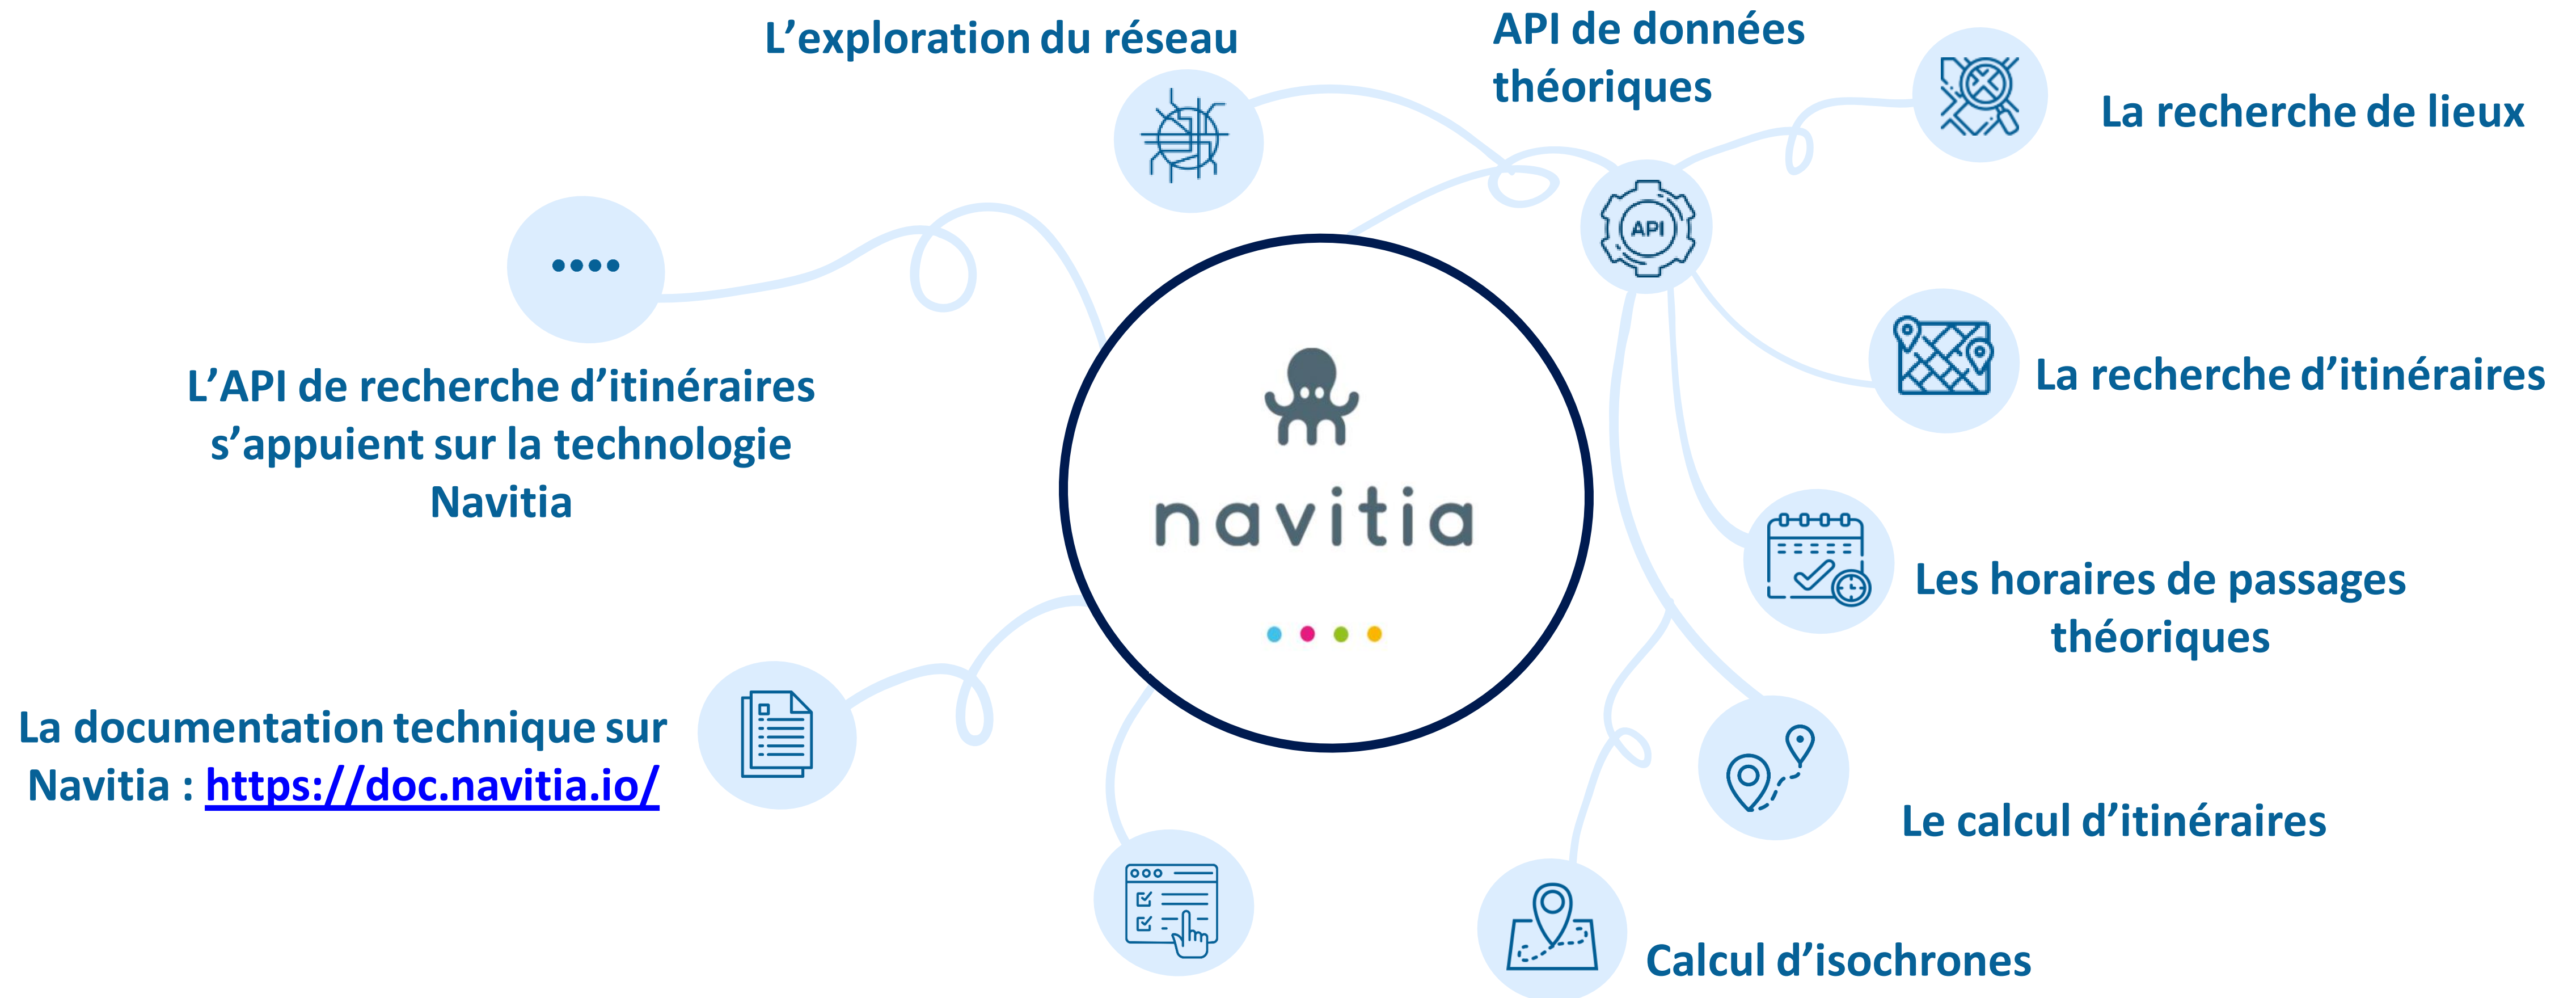 L’exploration du réseau
API de données
théoriques
La recherche de lieux
API
L’API de recherche d’itinéraires
s’appuient sur la technologie
Navitia
navitia
La recherche d’itinéraires
Les horaires de passages
théoriques
La documentation technique sur
Navitia : https://doc.navitia.io/
Le calcul d’itinéraires
Calcul d’isochrones